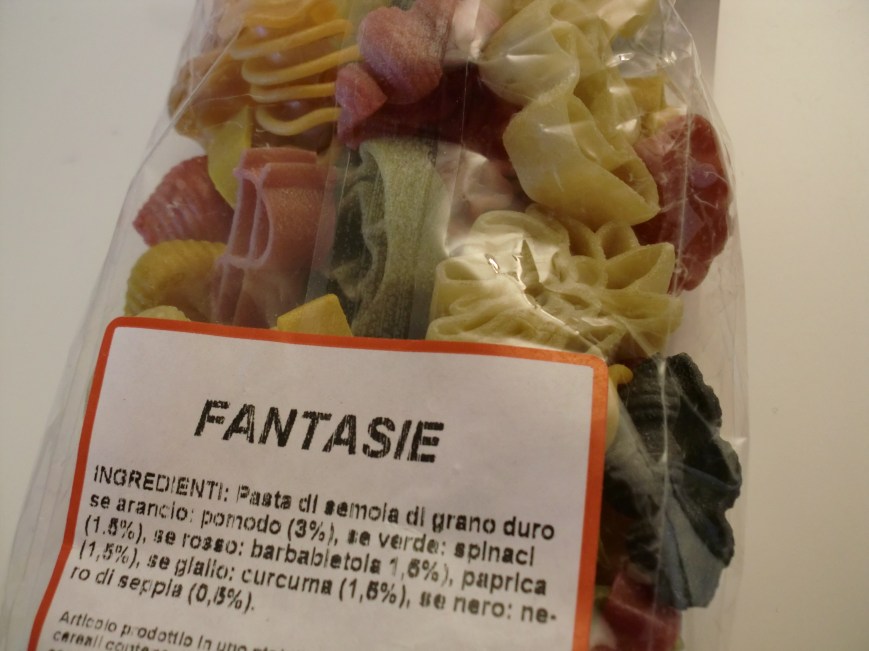 FANTASIE
INGREDIENTI: Pasta di semola di grano duro
se arancio: pomodo (3%), se verde: spinaci
(1.5%), se rosso: barbabietola 1,5%), paprica
(1,5%), se giallo: curcuma (1,5%), se nero: ne-
ro di seppia (0,5%).
Articolo prodotto in uno
cereali